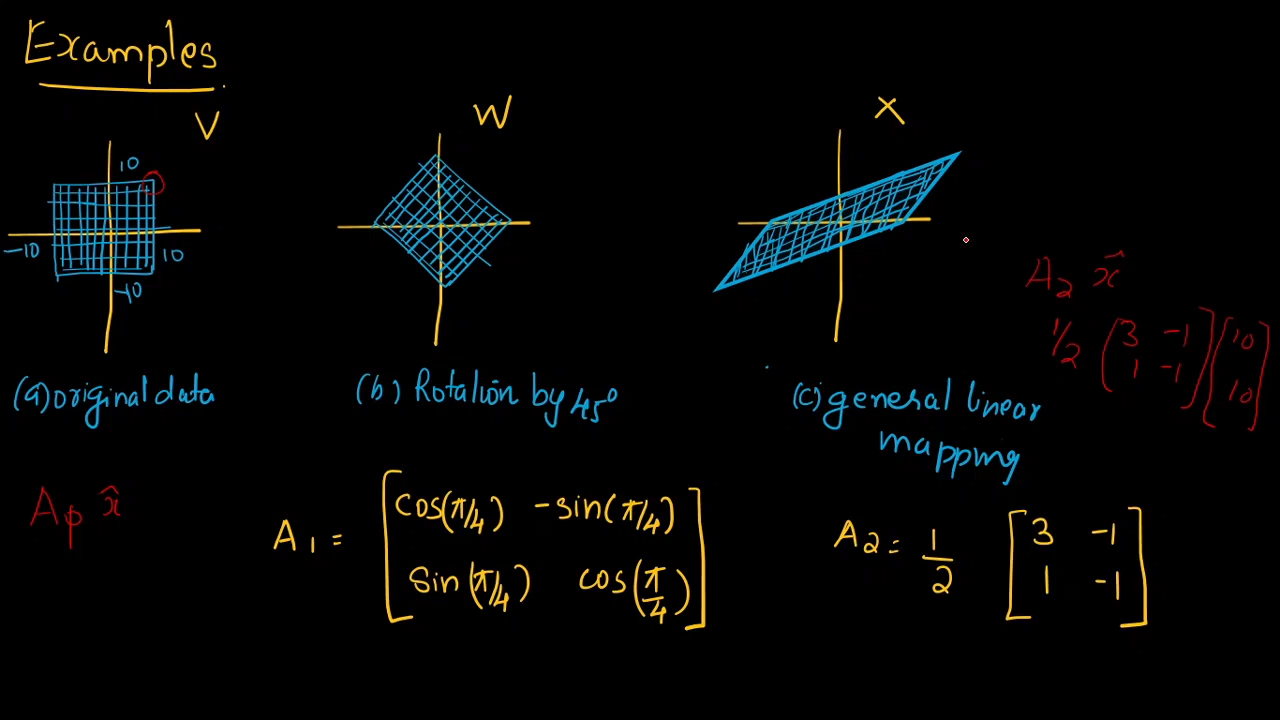 Examples
V
W
X
10
-10
10
-10
A₂ x̂
1/2 [3 -1 1 -1] [10 10]
(a) original data
(b) Rotation by 45°
(c) general linear
mapping
Aφ x̂
A₁ = [cos(π/4) -sin(π/4)
sin(π/4) cos(π/4)]
A₂ = 1/2 [3 -1
1 -1]